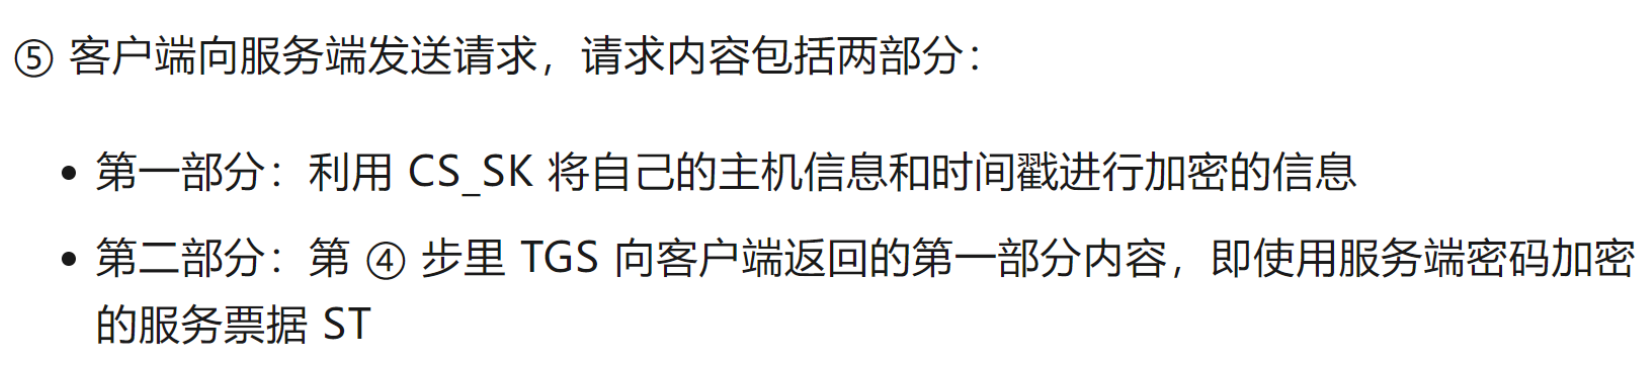 ⑤ 客户端向服务端发送请求，请求内容包括两部分：
• 第一部分：利用 CS_SK 将自己的主机信息和时间戳进行加密的信息
• 第二部分：第 ④ 步里 TGS 向客户端返回的第一部分内容，即使用服务端密码加密
的服务票据 ST